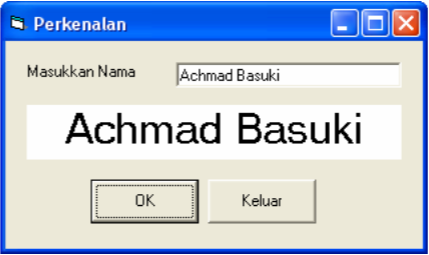 Perkenalan
Masukkan Nama Achmad Basuki
Achmad Basuki
OK Keluar